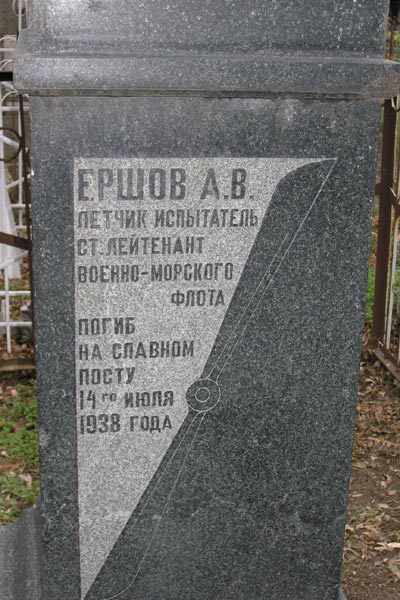 ЕРШОВ А.В.
ЛЕТЧИК ИСПЫТАТЕЛЬ
СТ. ЛЕЙТЕНАНТ
ВОЕННО-МОРСКОГО
ФЛОТА
ПОГИБ
НА СЛАВНОМ
ПОСТУ
14ГО ИЮЛЯ
1938 ГОДА